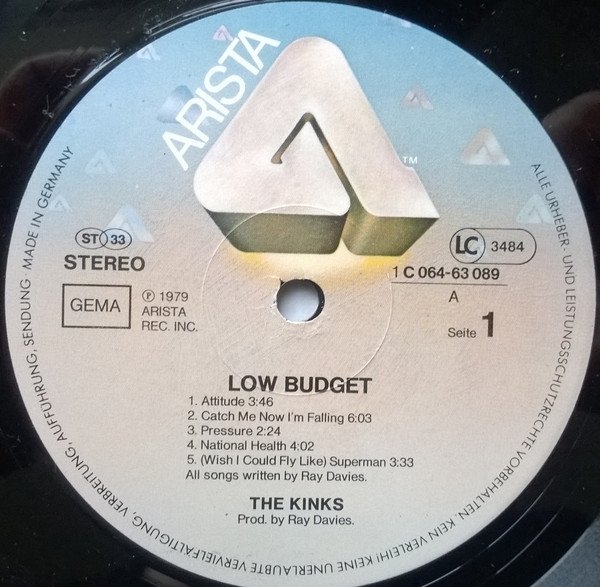 ARISTA
TM
ST 33
STEREO
GEMA
℗ 1979
ARISTA
REC. INC.
LC 3484
1 C 064-63 089
A
Seite 1
LOW BUDGET
1. Attitude 3:46
2. Catch Me Now I'm Falling 6:03
3. Pressure 2:24
4. National Health 4:02
5. (Wish I Could Fly Like) Superman 3:33
All songs written by Ray Davies.
THE KINKS
Prod. by Ray Davies.
ALLE URHEBER- UND LEISTUNGSSCHUTZRECHTE VORBEHALTEN. KEIN VERLEIH! KEINE UNERLAUBTE VERVIELFÄLTIGUNG, VERBREITUNG, AUFFÜHRUNG, SENDUNG · MADE IN GERMANY